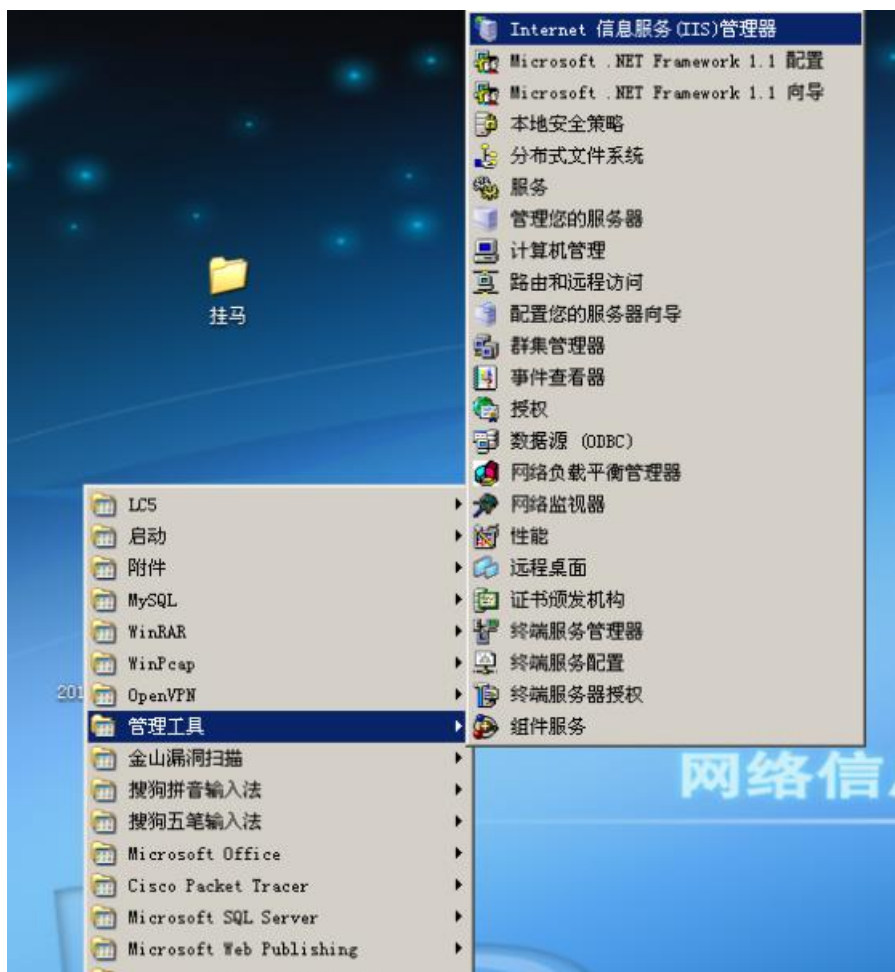 Internet 信息服务(IIS)管理器
Microsoft .NET Framework 1.1 配置
Microsoft .NET Framework 1.1 向导
本地安全策略
分布式文件系统
服务
管理您的服务器
计算机管理
路由和远程访问
配置您的服务器向导
群集管理器
事件查看器
授权
数据源 (ODBC)
网络负载平衡管理器
网络监视器
性能
远程桌面
证书颁发机构
终端服务管理器
终端服务配置
终端服务器授权
组件服务
挂马
LC5
启动
附件
MySQL
WinRAR
WinPcap
201
OpenVPN
管理工具
金山漏洞扫描
搜狗拼音输入法
搜狗五笔输入法
Microsoft Office
Cisco Packet Tracer
Microsoft SQL Server
Microsoft Web Publishing
网络信